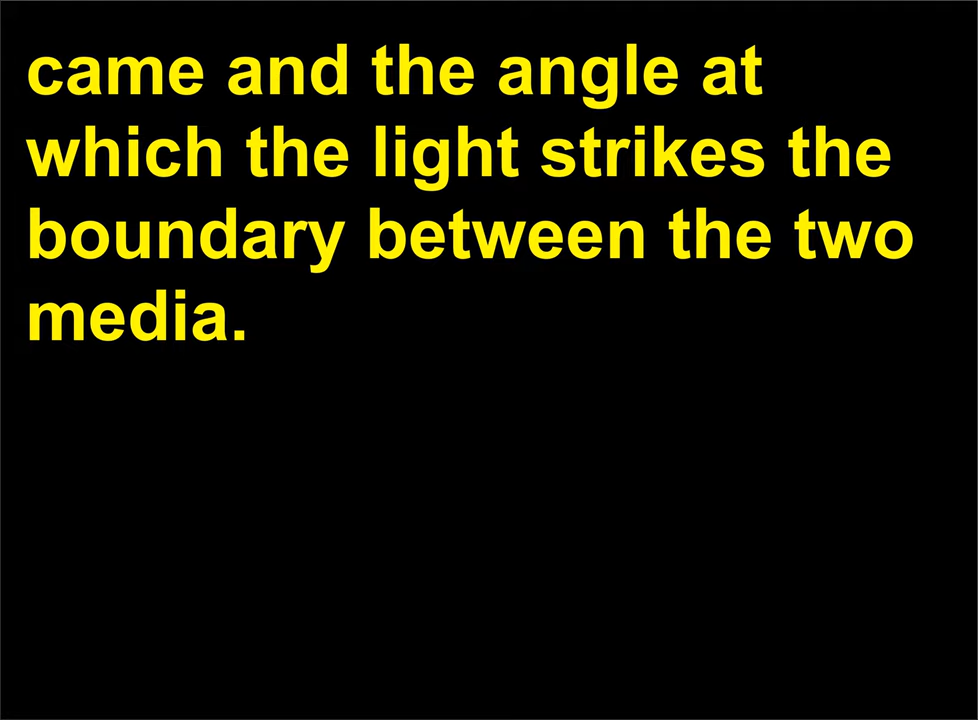 came and the angle at
which the light strikes the
boundary between the two
media.